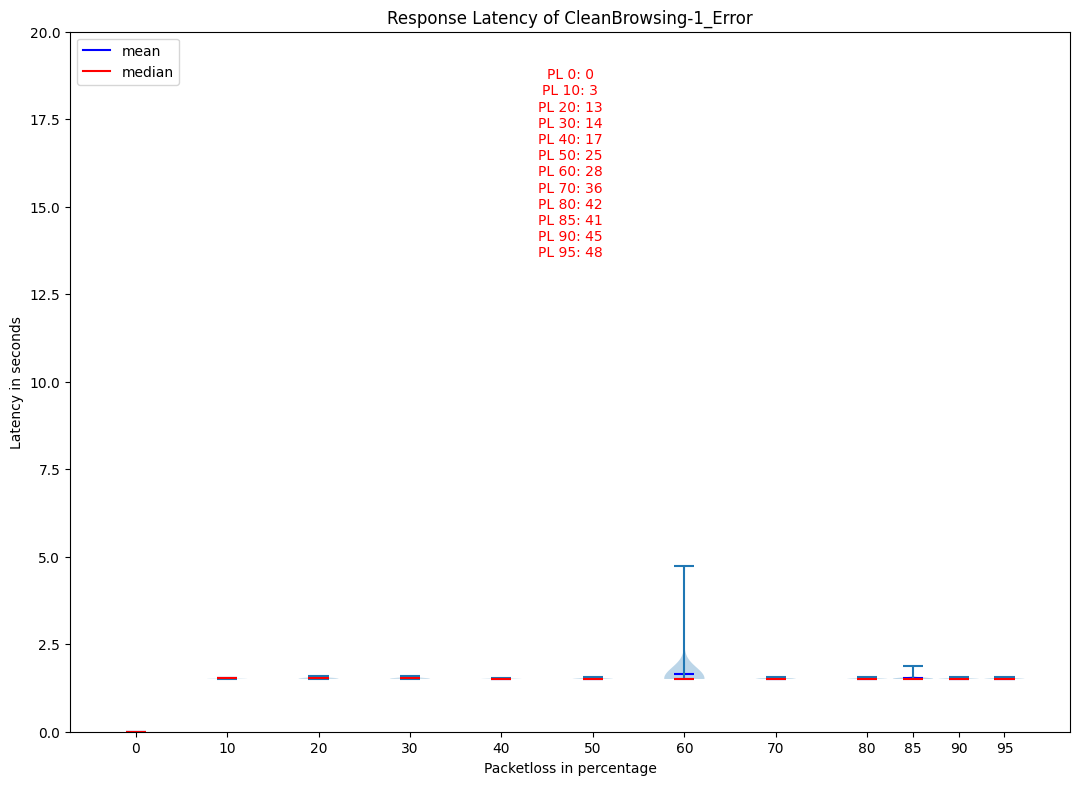 Response Latency of CleanBrowsing-1_Error
mean
median
PL 0: 0
PL 10: 3
PL 20: 13
PL 30: 14
PL 40: 17
PL 50: 25
PL 60: 28
PL 70: 36
PL 80: 42
PL 85: 41
PL 90: 45
PL 95: 48
Latency in seconds
20.0
17.5
15.0
12.5
10.0
7.5
5.0
2.5
0.0
0 10 20 30 40 50 60 70 80 85 90 95
Packetloss in percentage